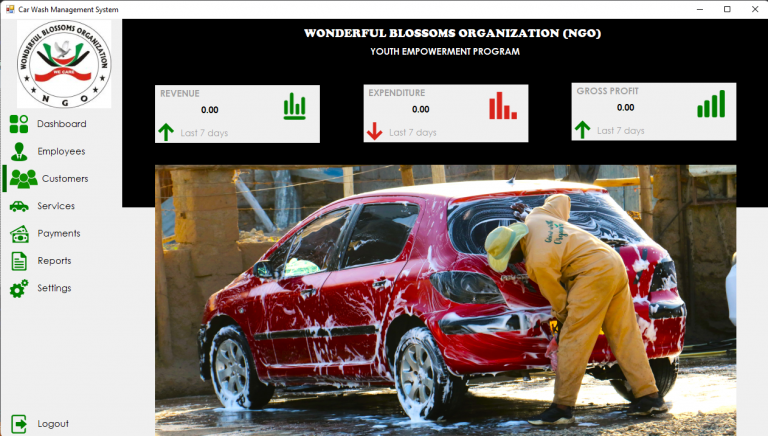 Car Wash Management System
WONDERFUL BLOSSOMS ORGANIZATION
WE CARE
N G O
WONDERFUL BLOSSOMS ORGANIZATION (NGO)
YOUTH EMPOWERMENT PROGRAM
REVENUE
0.00
Last 7 days
EXPENDITURE
0.00
Last 7 days
GROSS PROFIT
0.00
Last 7 days
Dashboard
Employees
Customers
Services
Payments
Reports
Settings
Logout